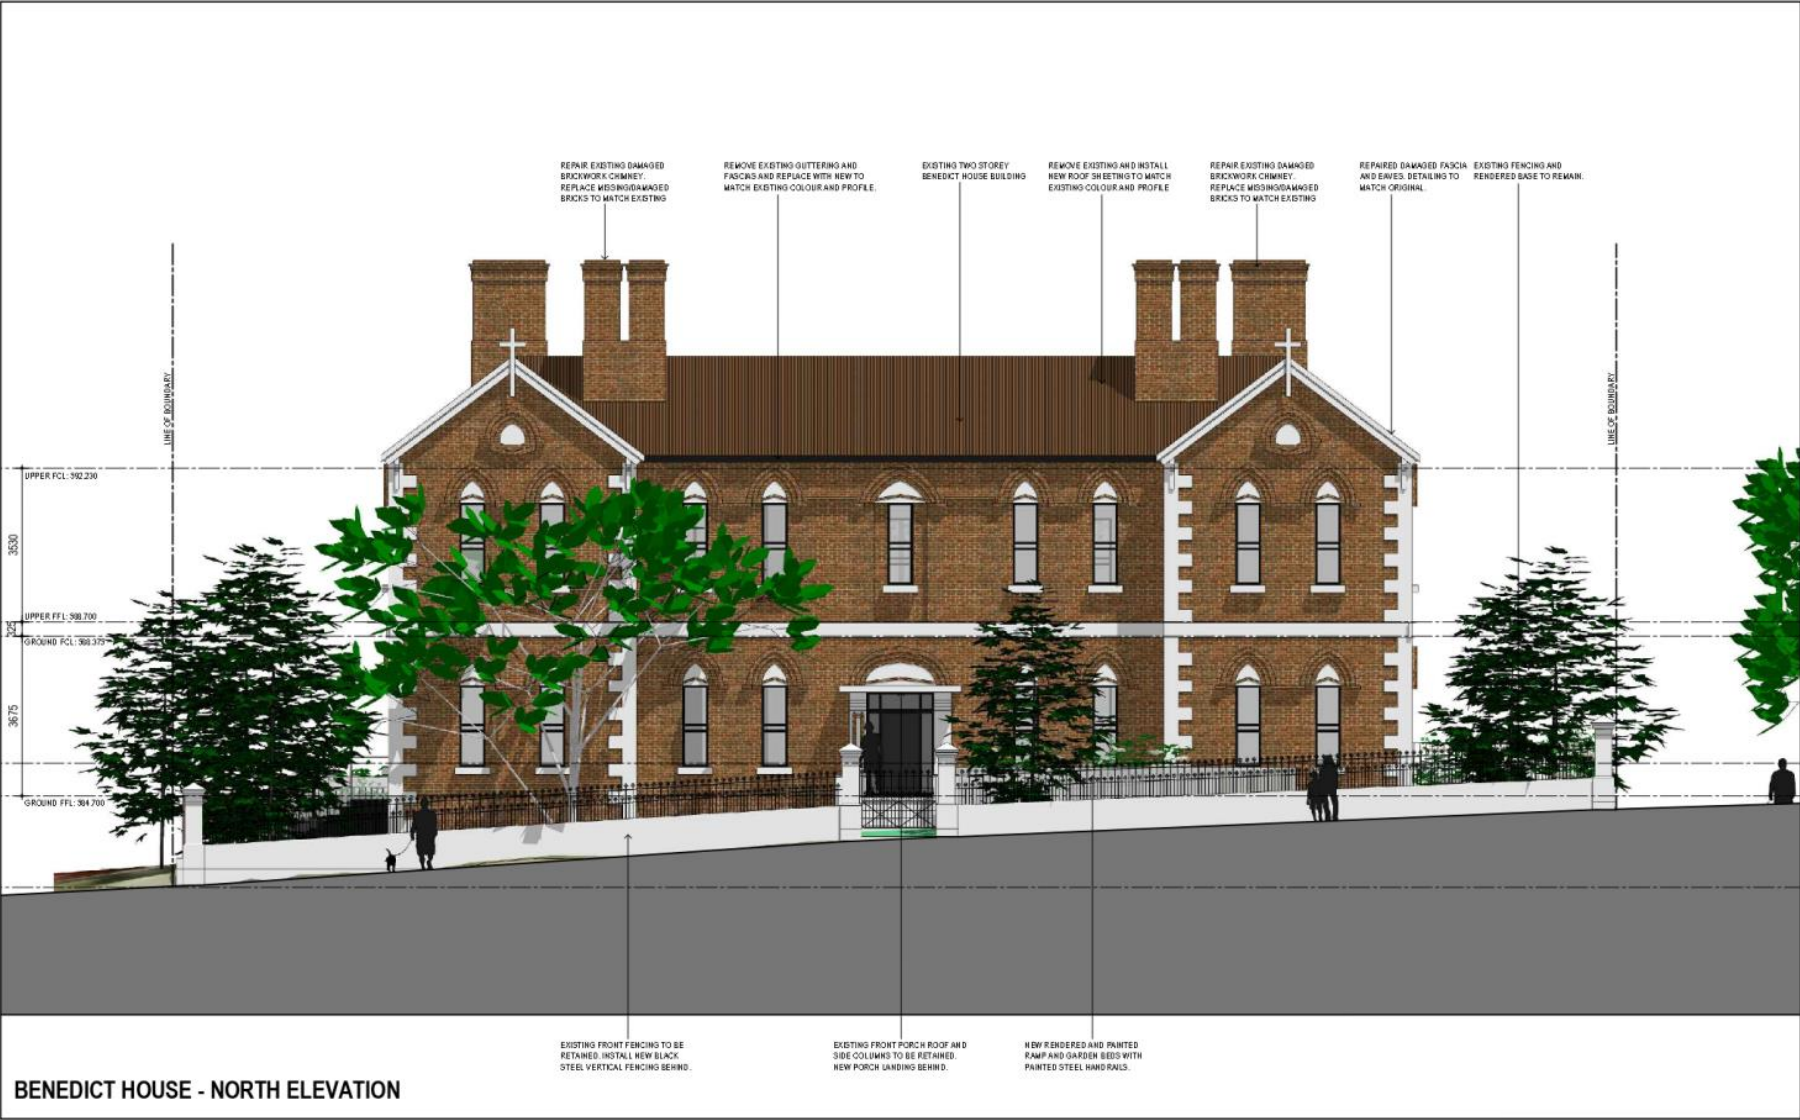 REPAIR EXISTING DAMAGED
BRICKWORK CHIMNEY.
REPLACE MISSING/DAMAGED
BRICKS TO MATCH EXISTING
REMOVE EXISTING GUTTERING AND
FASCIAS AND REPLACE WITH NEW TO
MATCH EXISTING COLOUR AND PROFILE.
EXISTING TWO STOREY
BENEDICT HOUSE BUILDING
REMOVE EXISTING AND INSTALL
NEW ROOF SHEETING TO MATCH
EXISTING COLOUR AND PROFILE
REPAIR EXISTING DAMAGED
BRICKWORK CHIMNEY.
REPLACE MISSING/DAMAGED
BRICKS TO MATCH EXISTING
REPAIRED DAMAGED FASCIA
AND EAVES. DETAILING TO
MATCH ORIGINAL.
EXISTING FENCING AND
RENDERED BASE TO REMAIN.
LINE OF BOUNDARY
LINE OF BOUNDARY
UPPER FCL: 592.230
3530
UPPER FFL: 588.700
325
GROUND FCL: 588.375
3675
GROUND FFL: 584.700
EXISTING FRONT FENCING TO BE
RETAINED. INSTALL NEW BLACK
STEEL VERTICAL FENCING BEHIND.
EXISTING FRONT PORCH ROOF AND
SIDE COLUMNS TO BE RETAINED.
NEW PORCH LANDING BEHIND.
NEW RENDERED AND PAINTED
RAMP AND GARDEN BEDS WITH
PAINTED STEEL HANDRAILS.
BENEDICT HOUSE - NORTH ELEVATION